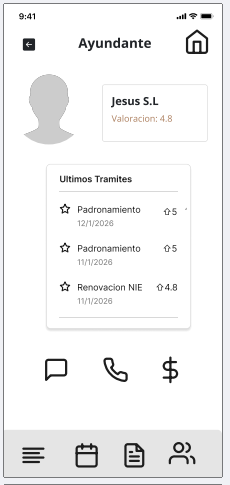 9:41
Ayundante
Jesus S.L
Valoracion: 4.8
Ultimos Tramites
Padronamiento 5
12/1/2026
Padronamiento 5
11/1/2026
Renovacion NIE 4.8
11/1/2026
$